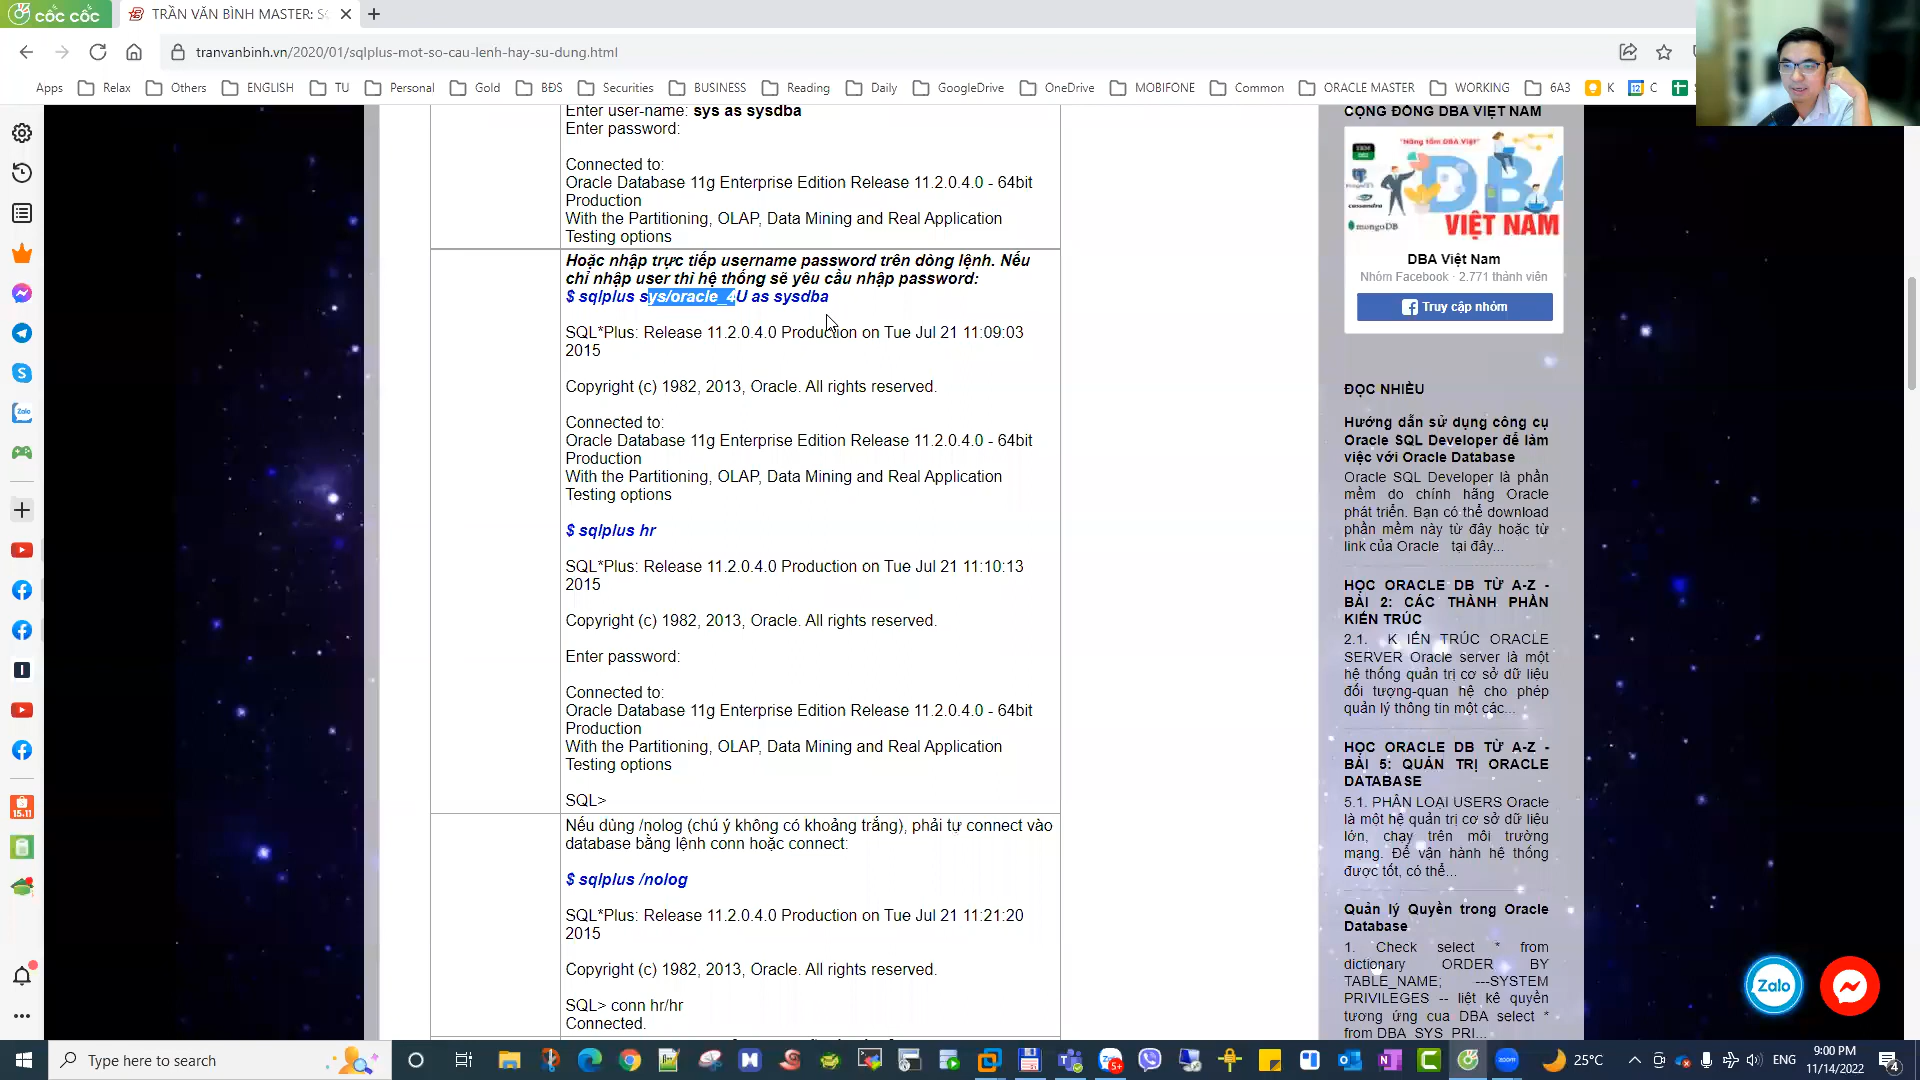 cốc cốc
TRẦN VĂN BÌNH MASTER: S
tranvanbinh.vn/2020/01/sqlplus-mot-so-cau-lenh-hay-su-dung.html
Apps Relax Others ENGLISH TU Personal Gold BĐS Securities BUSINESS Reading Daily GoogleDrive OneDrive MOBIFONE Common ORACLE MASTER WORKING 6A3 K C
Enter user-name: sys as sysdba
Enter password:
Connected to:
Oracle Database 11g Enterprise Edition Release 11.2.0.4.0 - 64bit
Production
With the Partitioning, OLAP, Data Mining and Real Application
Testing options
Hoặc nhập trực tiếp username password trên dòng lệnh. Nếu
chỉ nhập user thì hệ thống sẽ yêu cầu nhập password:
$ sqlplus sys/oracle_4U as sysdba
SQL*Plus: Release 11.2.0.4.0 Production on Tue Jul 21 11:09:03
2015
Copyright (c) 1982, 2013, Oracle. All rights reserved.
Connected to:
Oracle Database 11g Enterprise Edition Release 11.2.0.4.0 - 64bit
Production
With the Partitioning, OLAP, Data Mining and Real Application
Testing options
$ sqlplus hr
SQL*Plus: Release 11.2.0.4.0 Production on Tue Jul 21 11:10:13
2015
Copyright (c) 1982, 2013, Oracle. All rights reserved.
Enter password:
Connected to:
Oracle Database 11g Enterprise Edition Release 11.2.0.4.0 - 64bit
Production
With the Partitioning, OLAP, Data Mining and Real Application
Testing options
SQL>
Nếu dùng /nolog (chú ý không có khoảng trắng), phải tự connect vào
database bằng lệnh conn hoặc connect:
$ sqlplus /nolog
SQL*Plus: Release 11.2.0.4.0 Production on Tue Jul 21 11:21:20
2015
Copyright (c) 1982, 2013, Oracle. All rights reserved.
SQL> conn hr/hr
Connected.
CỘNG ĐỒNG DBA VIỆT NAM
"Nâng tầm DBA Việt"
cassandra
mongoDB
DBA
VIỆT NAM
DBA Việt Nam
Nhóm Facebook · 2.771 thành viên
Truy cập nhóm
ĐỌC NHIỀU
Hướng dẫn sử dụng công cụ
Oracle SQL Developer để làm
việc với Oracle Database
Oracle SQL Developer là phần
mềm do chính hãng Oracle
phát triển. Bạn có thể download
phần mềm này từ đây hoặc từ
link của Oracle tại đây...
HỌC ORACLE DB TỪ A-Z -
BÀI 2: CÁC THÀNH PHẦN
KIẾN TRÚC
2.1. K IẾN TRÚC ORACLE
SERVER Oracle server là một
hệ thống quản trị cơ sở dữ liệu
đối tượng-quan hệ cho phép
quản lý thông tin một các...
HỌC ORACLE DB TỪ A-Z -
BÀI 5: QUẢN TRỊ ORACLE
DATABASE
5.1. PHÂN LOẠI USERS Oracle
là một hệ quản trị cơ sở dữ liệu
lớn, chạy trên môi trường
mạng. Để vận hành hệ thống
được tốt, có thể...
Quản lý Quyền trong Oracle
Database
1. Check select * from
dictionary ORDER BY
TABLE_NAME; ---SYSTEM
PRIVILEGES -- liệt kê quyền
tương ứng của DBA select *
from DBA_SYS_PRI...
Zalo
Zalo
15.11
Type here to search
25°C
ENG
9:00 PM
11/14/2022
4